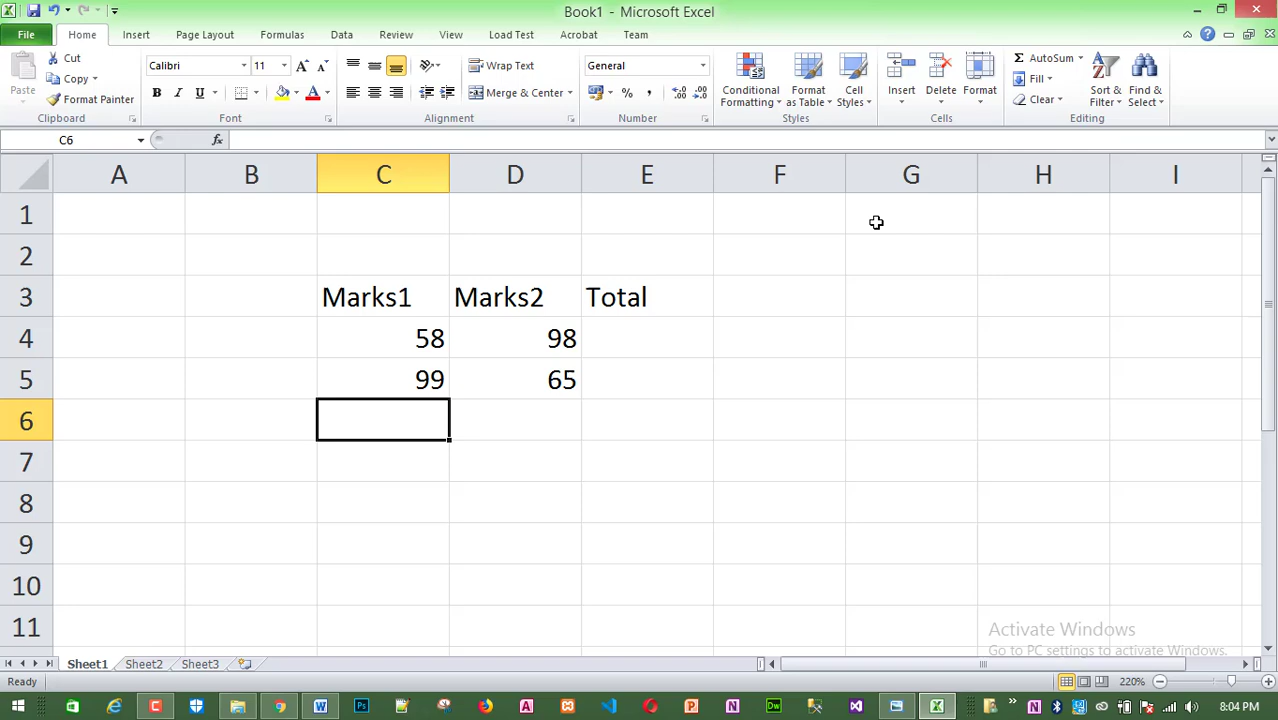 Book1 - Microsoft Excel
File Home Insert Page Layout Formulas Data Review View Load Test Acrobat Team
Cut
Copy
Format Painter
Paste
Clipboard
Calibri 11
B I U A
Font
Wrap Text
Merge & Center
Alignment
General
% ,
Number
Conditional Formatting
Format as Table
Cell Styles
Styles
Insert Delete Format
Cells
AutoSum
Fill
Clear
Sort & Filter
Find & Select
Editing
C6 fx
A B C D E F G H I
1
2
3 Marks1 Marks2 Total
4 58 98
5 99 65
6
7
8
9
10
11
Activate Windows
Go to PC settings to activate Windows.
Sheet1 Sheet2 Sheet3
Ready 220%
8:04 PM